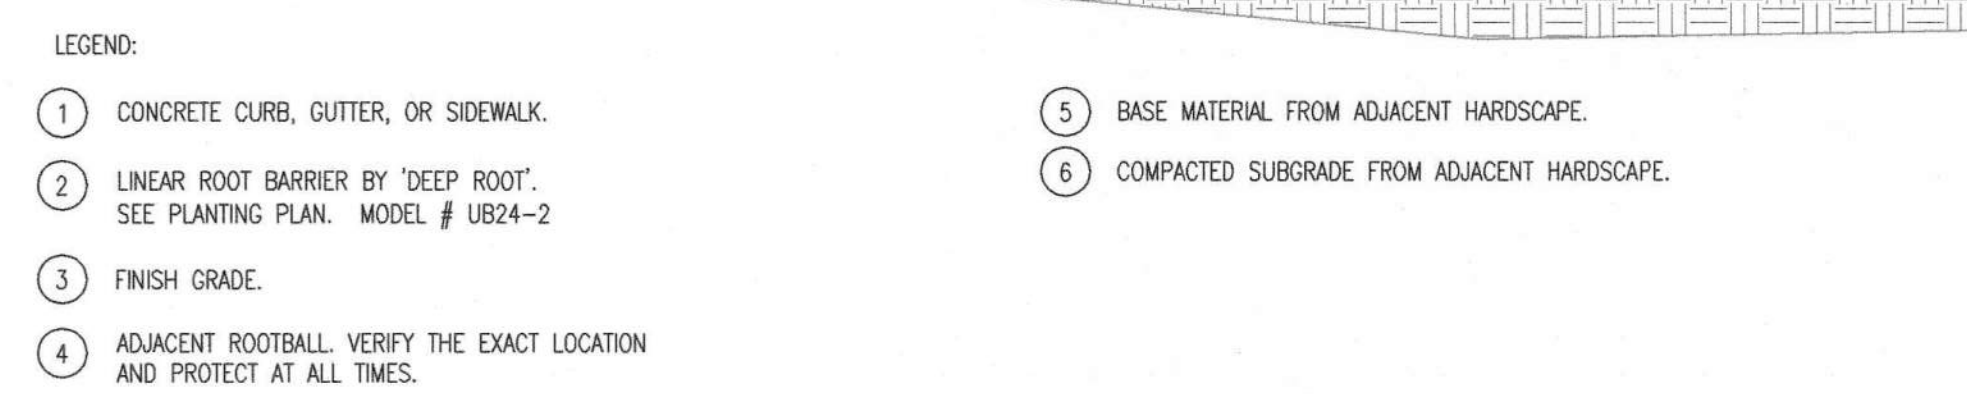 LEGEND:
1 CONCRETE CURB, GUTTER, OR SIDEWALK.
2 LINEAR ROOT BARRIER BY 'DEEP ROOT'.
SEE PLANTING PLAN. MODEL # UB24-2
3 FINISH GRADE.
4 ADJACENT ROOTBALL. VERIFY THE EXACT LOCATION
AND PROTECT AT ALL TIMES.
5 BASE MATERIAL FROM ADJACENT HARDSCAPE.
6 COMPACTED SUBGRADE FROM ADJACENT HARDSCAPE.